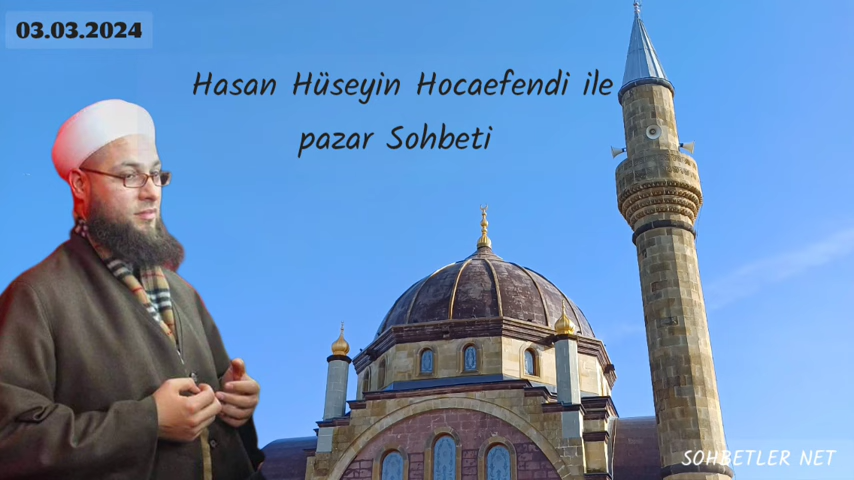 03.03.2024
Hasan Hüseyin Hocaefendi ile
pazar Sohbeti
SOHBETLER NET